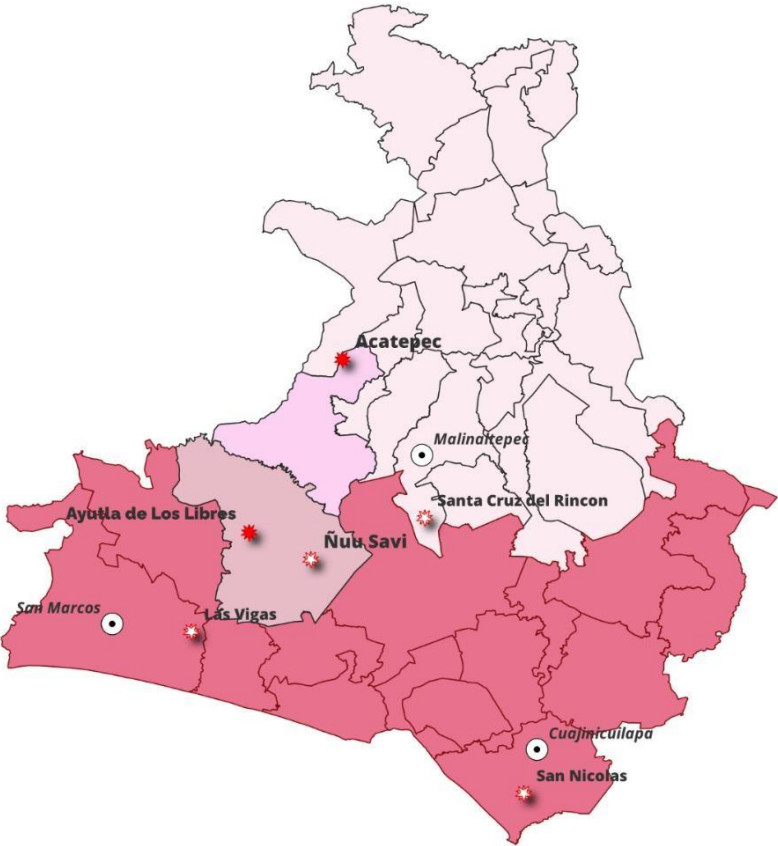 Acatepec
Malinaltepec
Santa Cruz del Rincon
Ayutla de Los Libres
Ñuu Savi
San Marcos
Las Vigas
Cuajinicuilapa
San Nicolas